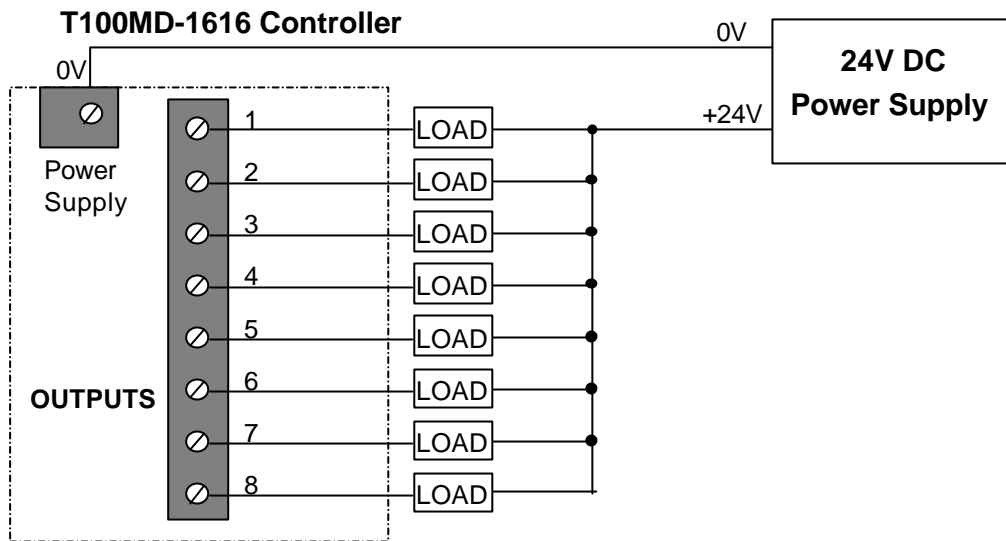 T100MD-1616 Controller
0V
0V
24V DC
Power Supply
+24V
Power
Supply
1
LOAD
2
LOAD
3
LOAD
4
LOAD
5
LOAD
6
LOAD
7
LOAD
8
LOAD
OUTPUTS